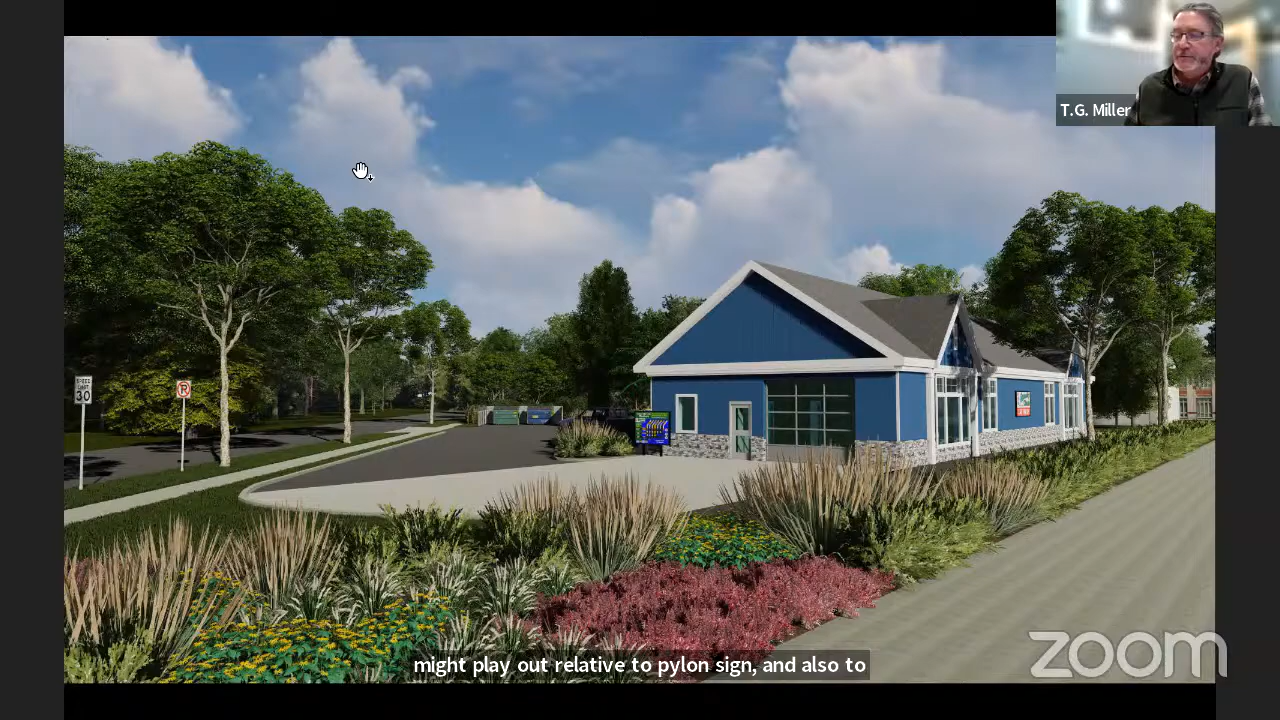 T.G. Miller
SPEED
LIMIT
30
might play out relative to pylon sign, and also to
zoom